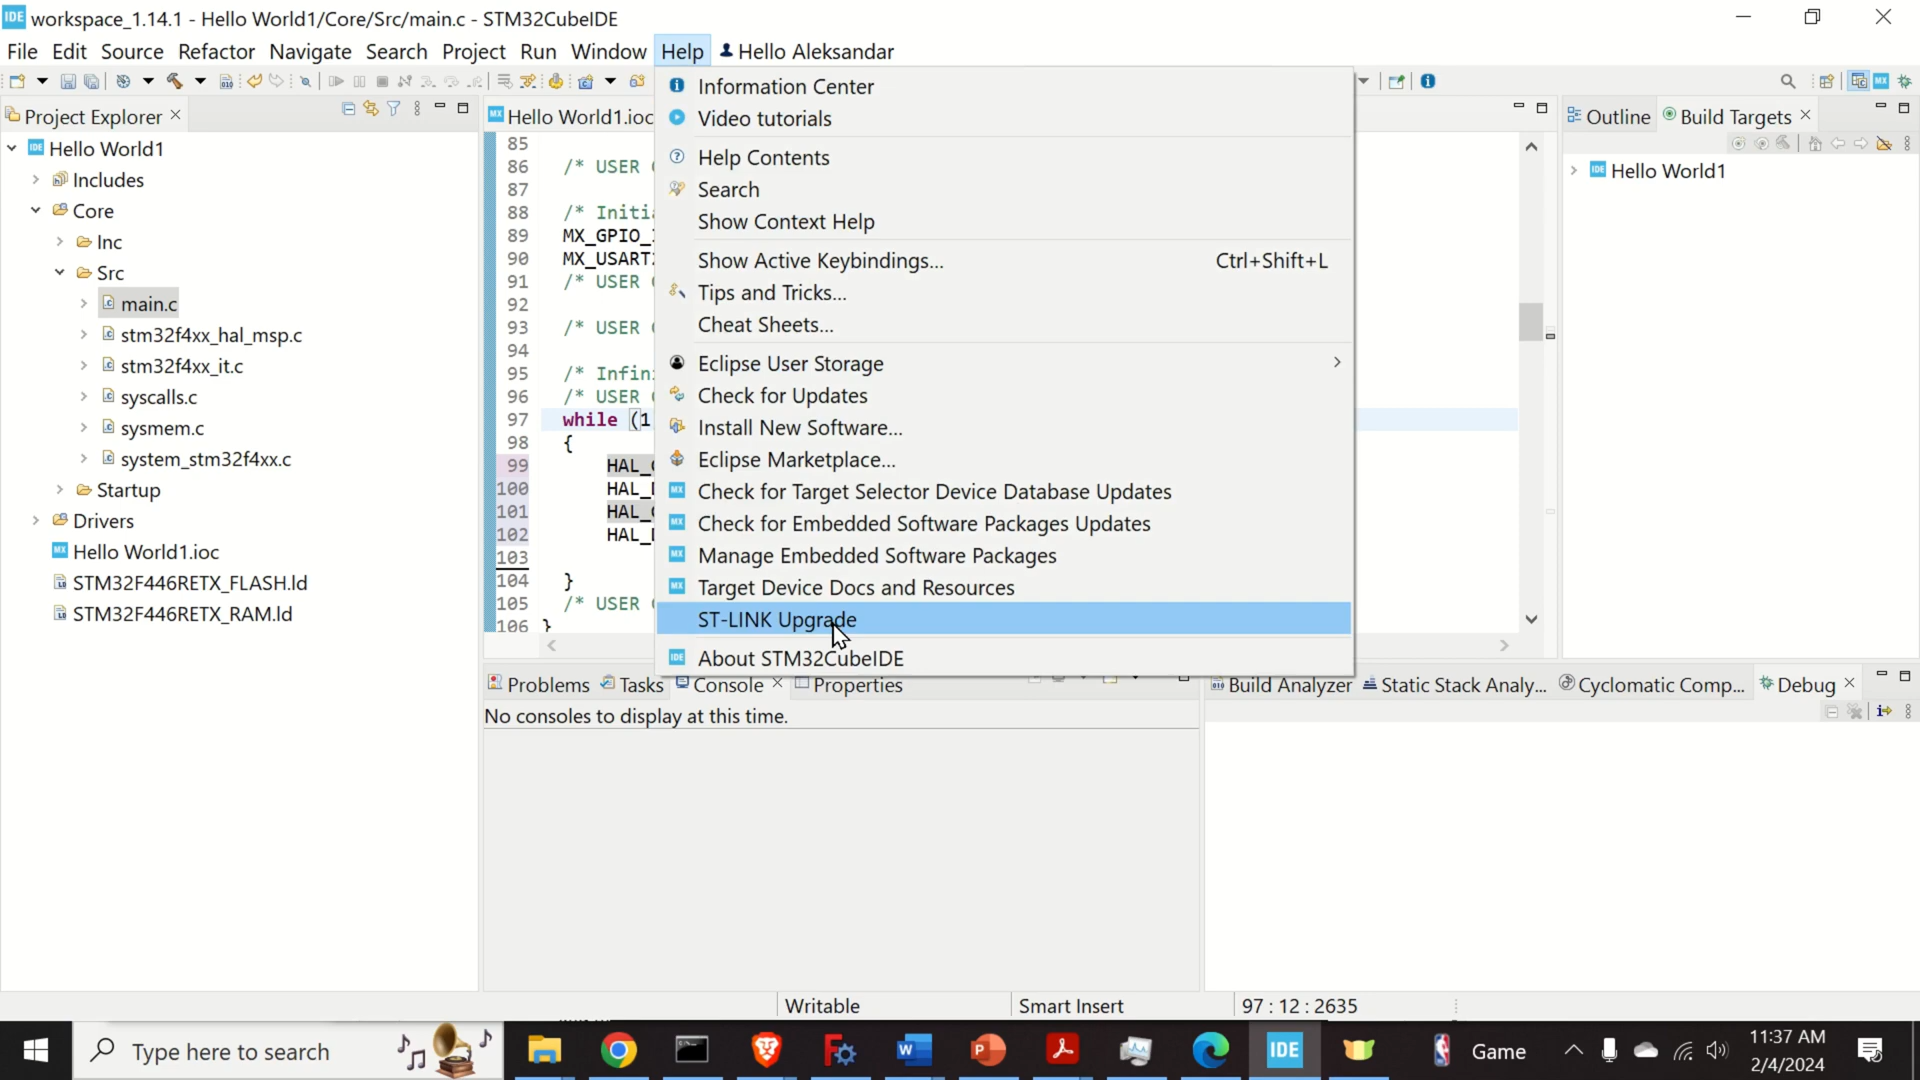 IDE workspace_1.14.1 - Hello World1/Core/Src/main.c - STM32CubeIDE
File Edit Source Refactor Navigate Search Project Run Window Help Hello Aleksandar
Project Explorer
Hello World1
Includes
Core
Inc
Src
main.c
stm32f4xx_hal_msp.c
stm32f4xx_it.c
syscalls.c
sysmem.c
system_stm32f4xx.c
Startup
Drivers
Hello World1.ioc
STM32F446RETX_FLASH.ld
STM32F446RETX_RAM.ld
Hello World1.ioc
85
86 /* USER
87
88 /* Initi
89 MX_GPIO_
90 MX_USART
91 /* USER
92
93 /* USER
94
95 /* Infin
96 /* USER
97 while (1
98 {
99 HAL_
100 HAL_
101 HAL_
102 HAL_
103
104 }
105 /* USER
106 }
Information Center
Video tutorials
Help Contents
Search
Show Context Help
Show Active Keybindings... Ctrl+Shift+L
Tips and Tricks...
Cheat Sheets...
Eclipse User Storage
Check for Updates
Install New Software...
Eclipse Marketplace...
MX Check for Target Selector Device Database Updates
MX Check for Embedded Software Packages Updates
MX Manage Embedded Software Packages
MX Target Device Docs and Resources
ST-LINK Upgrade
IDE About STM32CubeIDE
Outline Build Targets
IDE Hello World1
Problems Tasks Console Properties
No consoles to display at this time.
Build Analyzer Static Stack Analy... Cyclomatic Comp... Debug
Writable Smart Insert 97 : 12 : 2635
Type here to search
IDE
Game
11:37 AM
2/4/2024